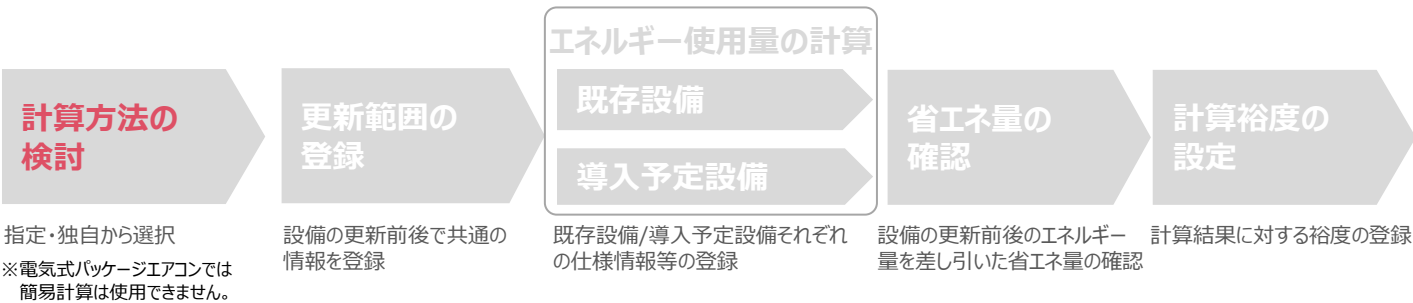 計算方法の
検討
指定・独自から選択
※電気式パッケージエアコンでは
簡易計算は使用できません。
更新範囲の
登録
設備の更新前後で共通の
情報を登録
エネルギー使用量の計算
既存設備
導入予定設備
既存設備/導入予定設備それぞれ
の仕様情報等の登録
省エネ量の
確認
設備の更新前後のエネルギー
量を差し引いた省エネ量の確認
計算裕度の
設定
計算結果に対する裕度の登録